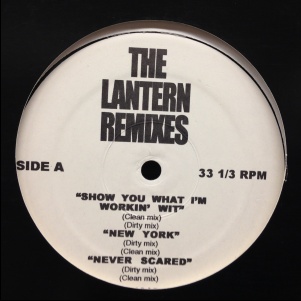 THE
LANTERN
REMIXES
SIDE A
33 1/3 RPM
"SHOW YOU WHAT I'M
WORKIN' WIT"
(Clean mix)
(Dirty mix)
"NEW YORK"
(Dirty mix)
(Clean mix)
"NEVER SCARED"
(Dirty mix)
(Clean mix)